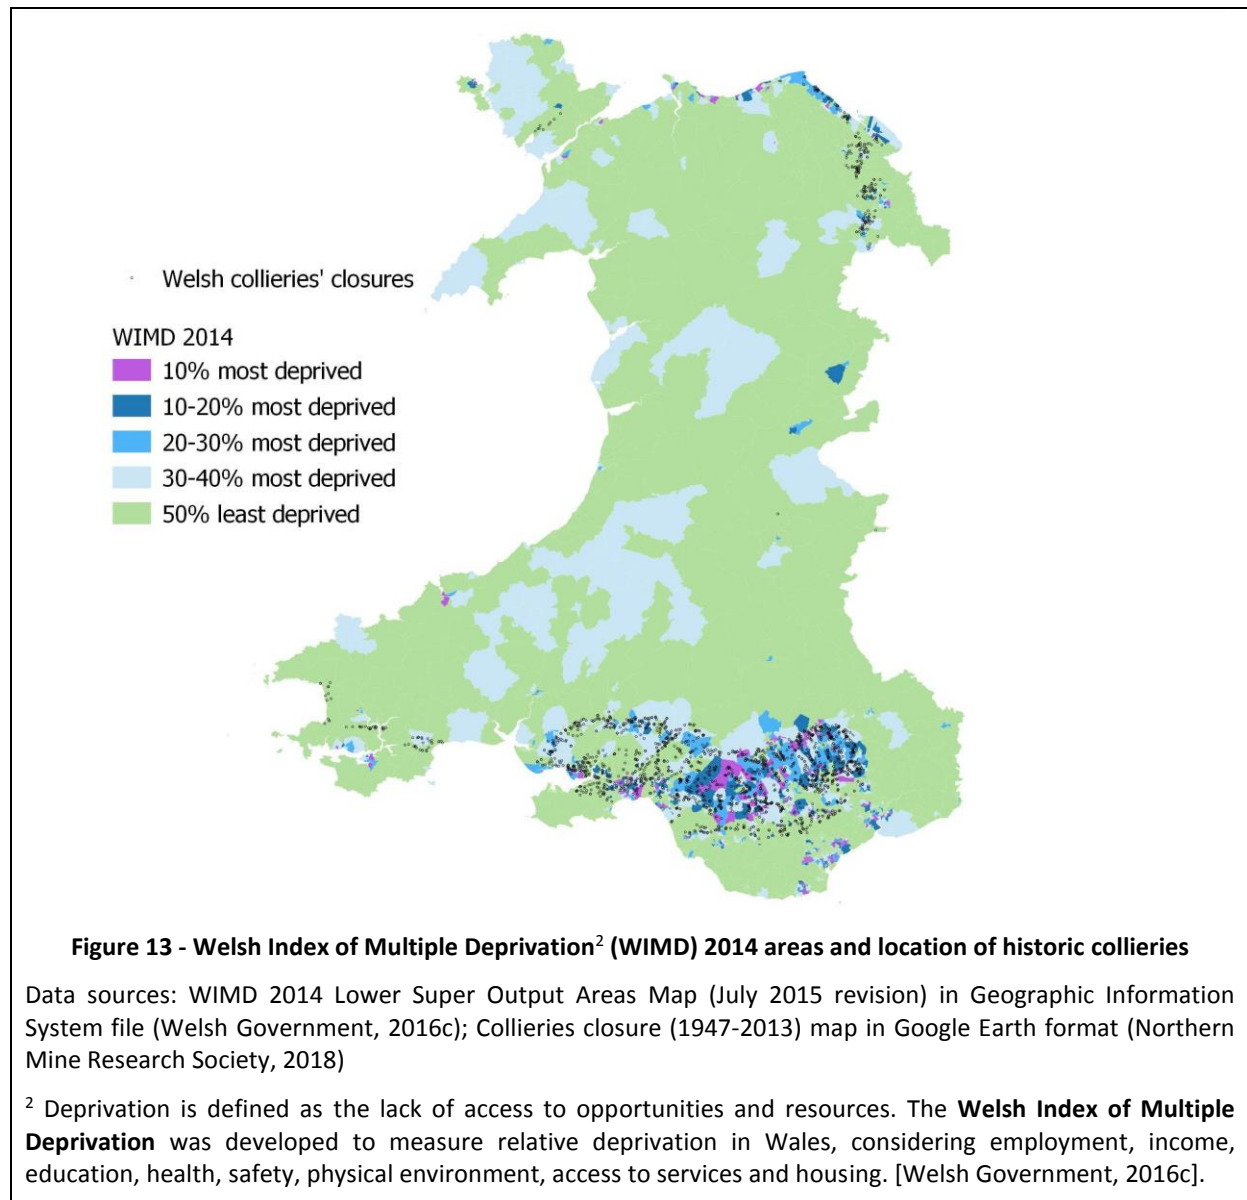 Welsh collieries' closures
WIMD 2014
10% most deprived
10-20% most deprived
20-30% most deprived
30-40% most deprived
50% least deprived
Figure 13 - Welsh Index of Multiple Deprivation² (WIMD) 2014 areas and location of historic collieries
Data sources: WIMD 2014 Lower Super Output Areas Map (July 2015 revision) in Geographic Information
System file (Welsh Government, 2016c); Collieries closure (1947-2013) map in Google Earth format (Northern
Mine Research Society, 2018)
² Deprivation is defined as the lack of access to opportunities and resources. The Welsh Index of Multiple
Deprivation was developed to measure relative deprivation in Wales, considering employment, income,
education, health, safety, physical environment, access to services and housing. [Welsh Government, 2016c].